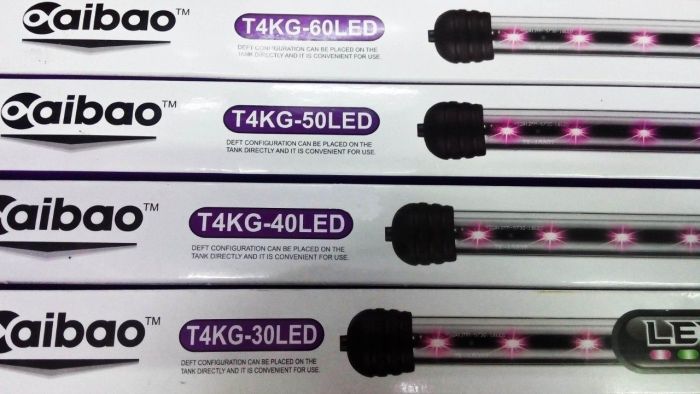 aibao™
T4KG-60LED
DEFT CONFIGURATION CAN BE PLACED ON THE
TANK DIRECTLY AND IT IS CONVENIENT FOR USE.
aibao™
T4KG-50LED
DEFT CONFIGURATION CAN BE PLACED ON THE
TANK DIRECTLY AND IT IS CONVENIENT FOR USE.
aibao™
T4KG-40LED
DEFT CONFIGURATION CAN BE PLACED ON THE
TANK DIRECTLY AND IT IS CONVENIENT FOR USE.
aibao™
T4KG-30LED
DEFT CONFIGURATION CAN BE PLACED ON THE
TANK DIRECTLY AND IT IS CONVENIENT FOR USE.
LE